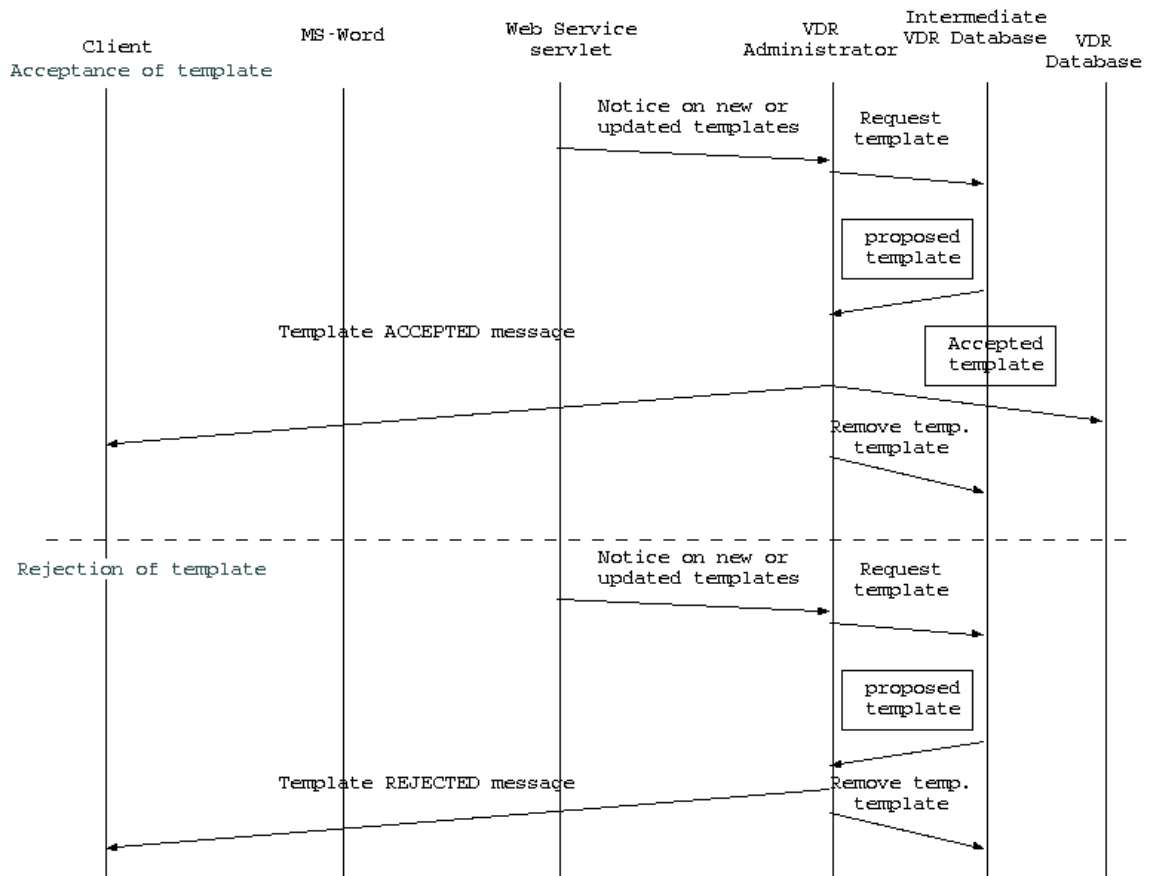 Client
MS-Word
Web Service
servlet
VDR
Administrator
Intermediate
VDR Database
VDR
Database
Acceptance of template
Notice on new or
updated templates
Request
template
proposed
template
Template ACCEPTED message
Accepted
template
Remove temp.
template
Rejection of template
Notice on new or
updated templates
Request
template
proposed
template
Template REJECTED message
Remove temp.
template